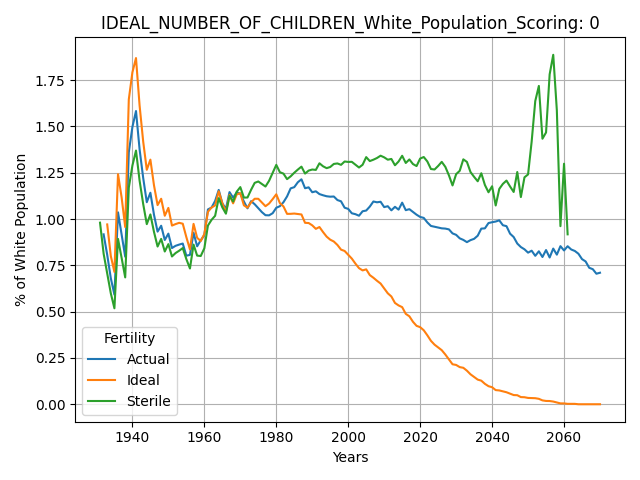 IDEAL_NUMBER_OF_CHILDREN_White_Population_Scoring: 0
% of White Population
1.75
1.50
1.25
1.00
0.75
0.50
0.25
0.00
Fertility
Actual
Ideal
Sterile
1940 1960 1980 2000 2020 2040 2060
Years